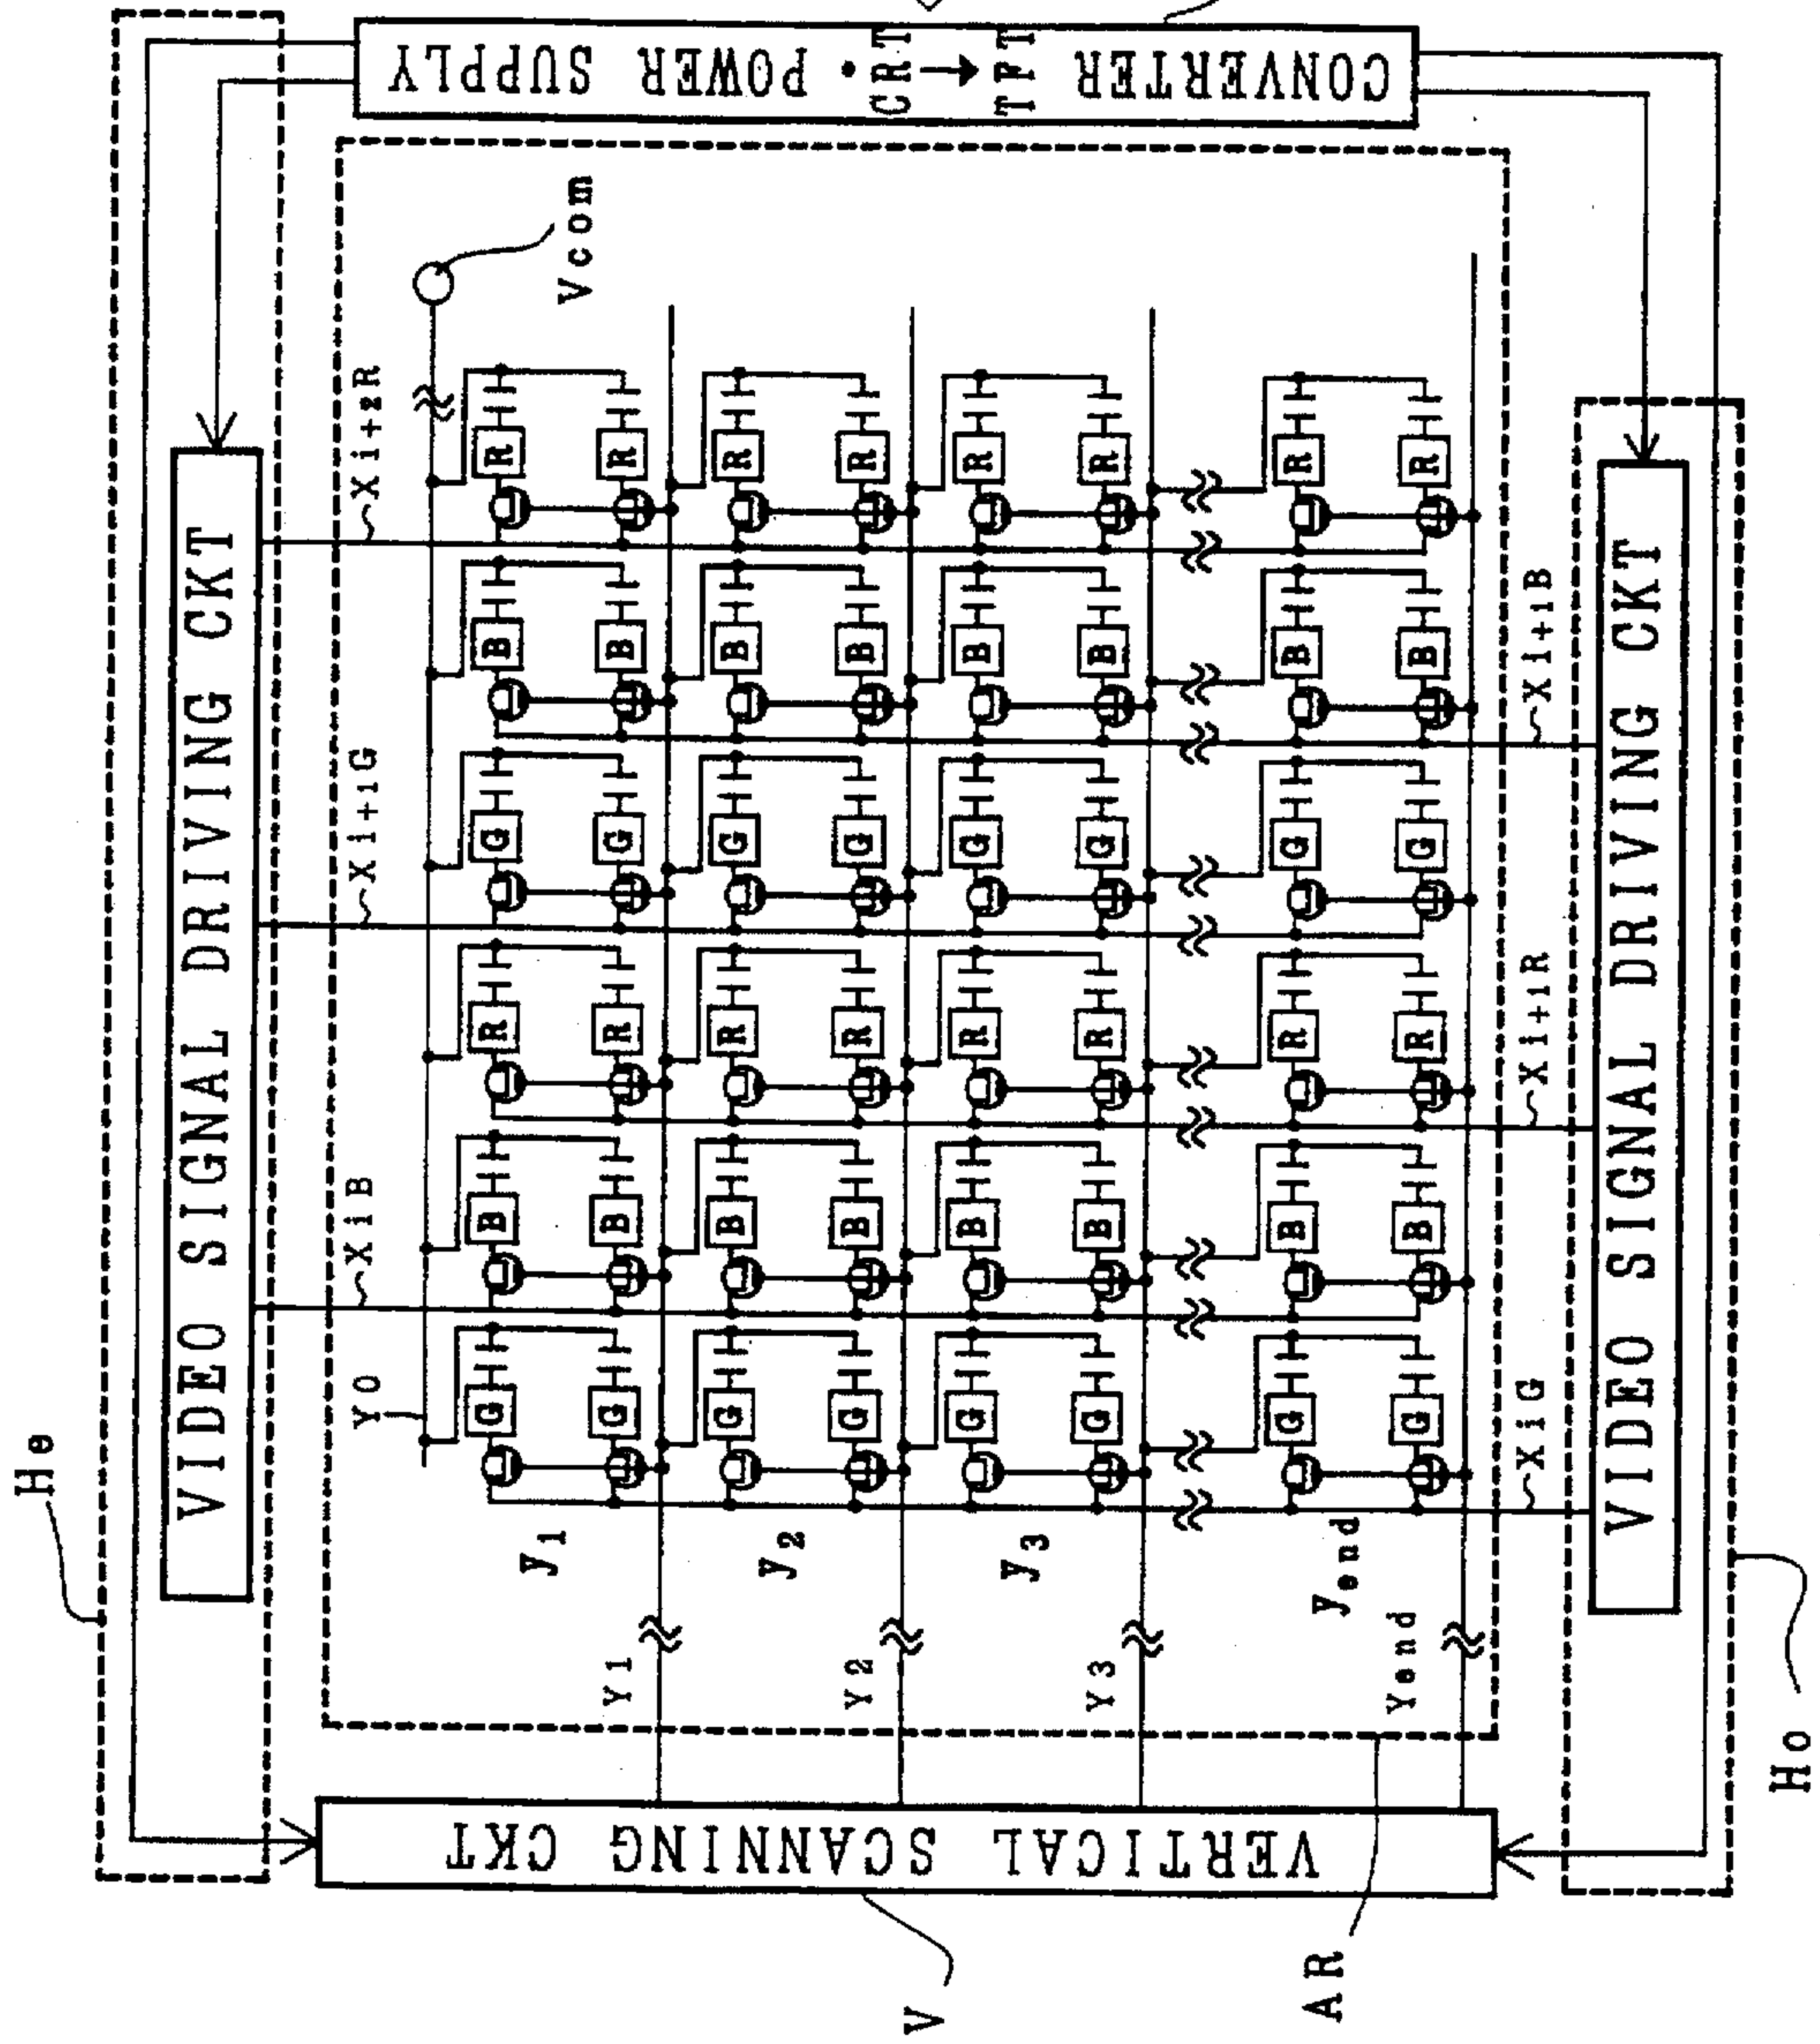 He
VIDEO SIGNAL DRIVING CKT
XiB
Xi+1G
Xi+2R
Y0
Vcom
G B R G B R
y1
G B R G B R
Y1
G B R G B R
y2
G B R G B R
Y2
G B R G B R
y3
G B R G B R
Y3
G B R G B R
yend
G B R G B R
Yend
VERTICAL SCANNING CKT
V
AR
POWER SUPPLY
•
CRT → TFT
CONVERTER
XiG
Xi+1R
Xi+1B
VIDEO SIGNAL DRIVING CKT
Ho